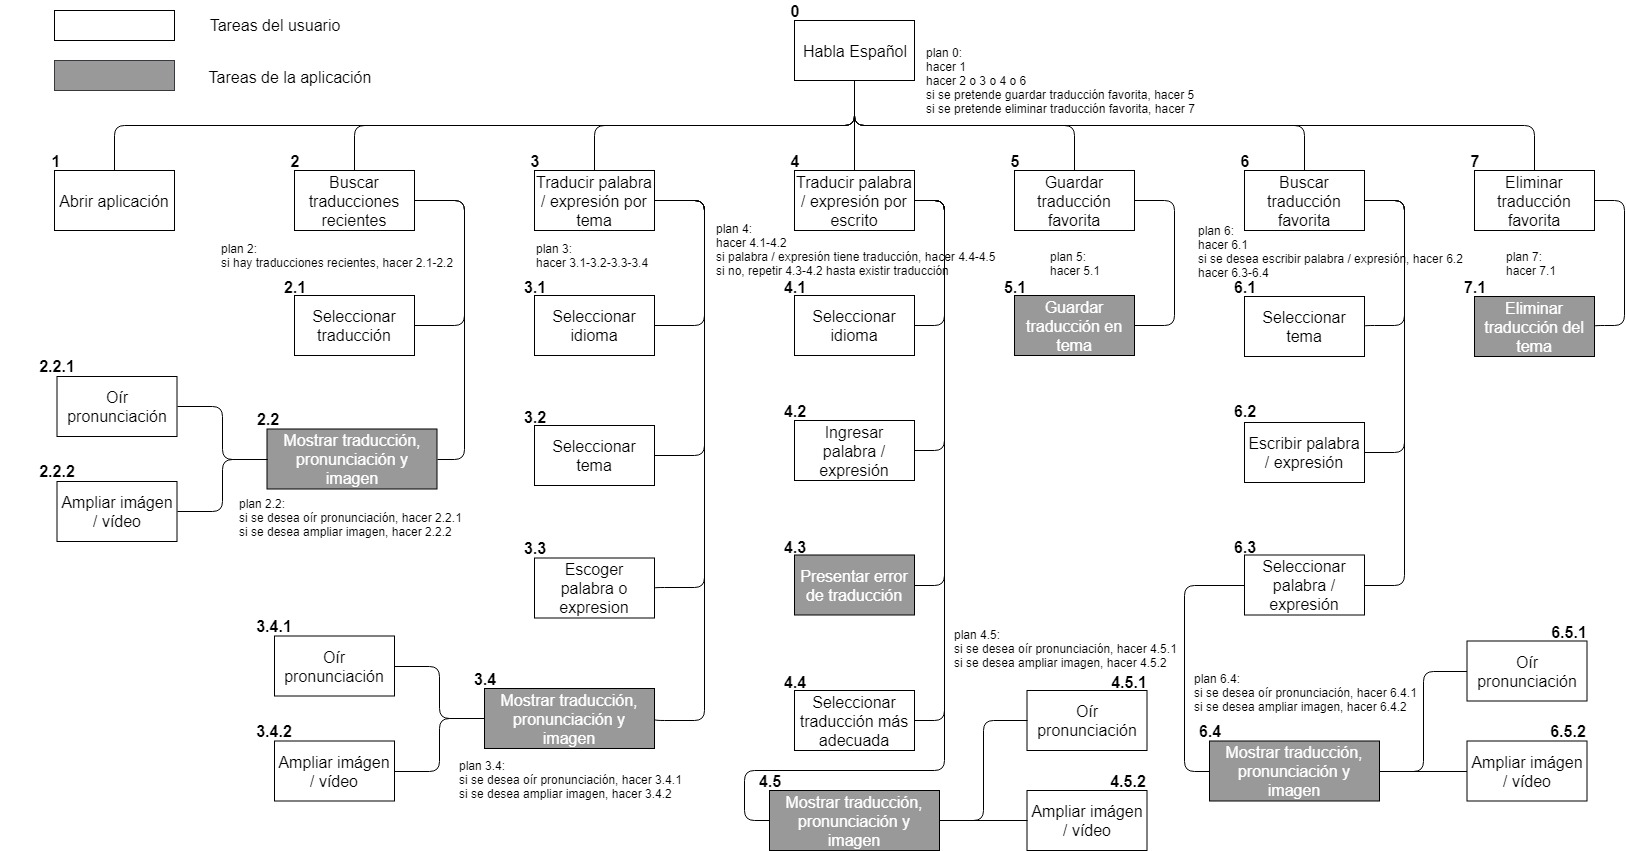 Tareas del usuario
Tareas de la aplicación
0
Habla Español
plan 0:
hacer 1
hacer 2 o 3 o 4 o 6
si se pretende guardar traducción favorita, hacer 5
si se pretende eliminar traducción favorita, hacer 7
1
Abrir aplicación
2
Buscar
traducciones
recientes
plan 2:
si hay traducciones recientes, hacer 2.1-2.2
2.1
Seleccionar
traducción
2.2.1
Oír
pronunciación
2.2
Mostrar traducción,
pronunciación y
imagen
2.2.2
Ampliar imágen
/ vídeo
plan 2.2:
si se desea oír pronunciación, hacer 2.2.1
si se desea ampliar imagen, hacer 2.2.2
3
Traducir palabra
/ expresión por
tema
plan 3:
hacer 3.1-3.2-3.3-3.4
3.1
Seleccionar
idioma
3.2
Seleccionar
tema
3.3
Escoger
palabra o
expresion
3.4.1
Oír
pronunciación
3.4
Mostrar traducción,
pronunciación y
imagen
3.4.2
Ampliar imágen
/ vídeo
plan 3.4:
si se desea oír pronunciación, hacer 3.4.1
si se desea ampliar imagen, hacer 3.4.2
4
Traducir palabra
/ expresión por
escrito
plan 4:
hacer 4.1-4.2
si palabra / expresión tiene traducción, hacer 4.4-4.5
si no, repetir 4.3-4.2 hasta existir traducción
4.1
Seleccionar
idioma
4.2
Ingresar
palabra /
expresión
4.3
Presentar error
de traducción
4.4
Seleccionar
traducción más
adecuada
plan 4.5:
si se desea oír pronunciación, hacer 4.5.1
si se desea ampliar imagen, hacer 4.5.2
4.5
Mostrar traducción,
pronunciación y
imagen
4.5.1
Oír
pronunciación
4.5.2
Ampliar imágen
/ vídeo
5
Guardar
traducción
favorita
plan 5:
hacer 5.1
5.1
Guardar
traducción en
tema
6
Buscar
traducción
favorita
plan 6:
hacer 6.1
si se desea escribir palabra / expresión, hacer 6.2
hacer 6.3-6.4
6.1
Seleccionar
tema
6.2
Escribir palabra
/ expresión
6.3
Seleccionar
palabra /
expresión
plan 6.4:
si se desea oír pronunciación, hacer 6.4.1
si se desea ampliar imagen, hacer 6.4.2
6.4
Mostrar traducción,
pronunciación y
imagen
6.5.1
Oír
pronunciación
6.5.2
Ampliar imágen
/ vídeo
7
Eliminar
traducción
favorita
plan 7:
hacer 7.1
7.1
Eliminar
traducción del
tema